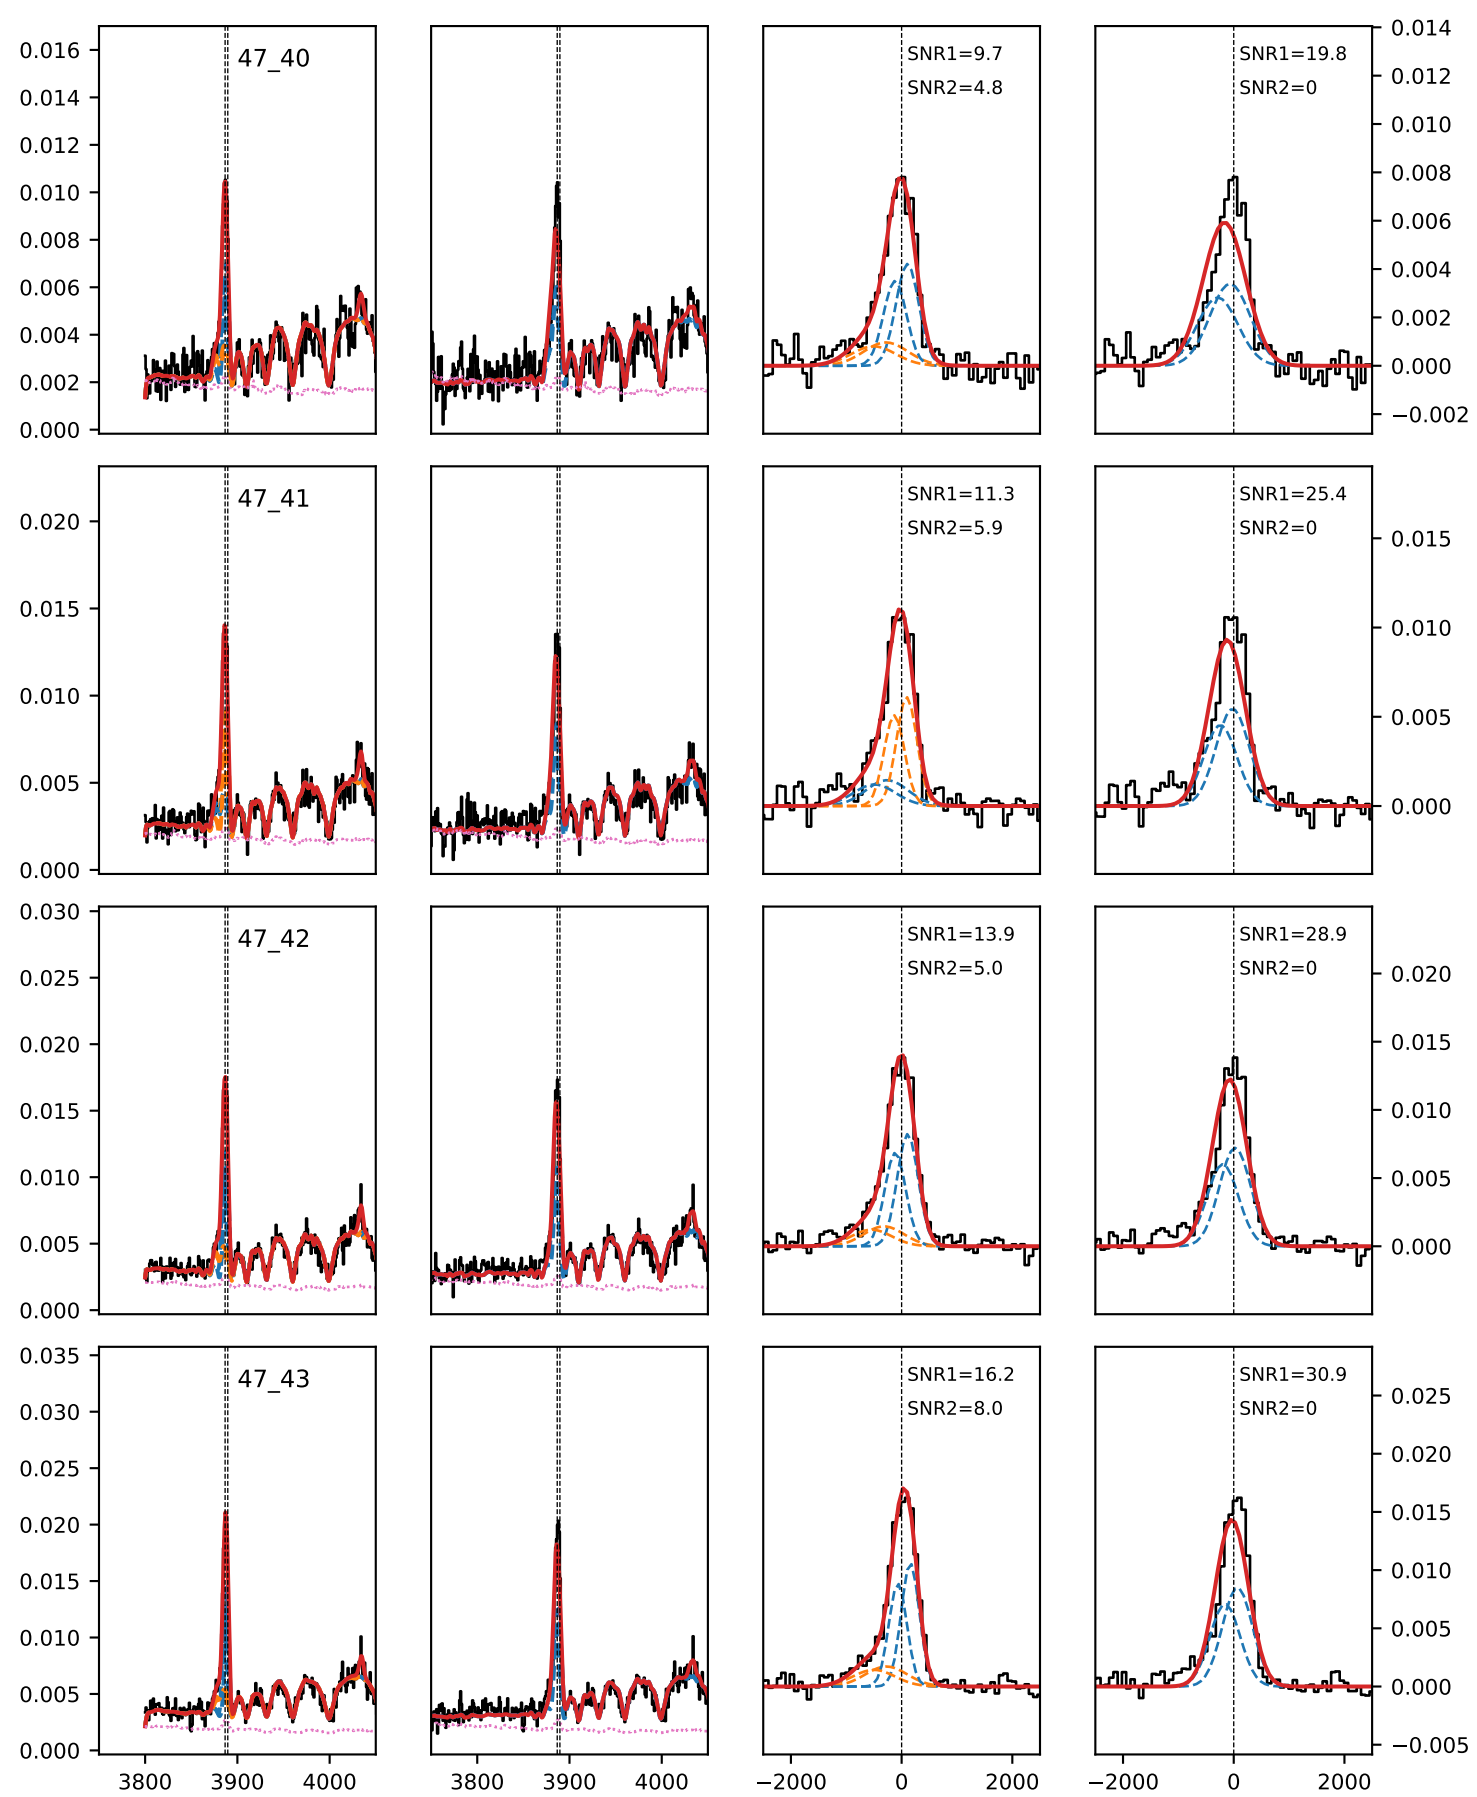 0.016
0.014
0.012
0.010
0.008
0.006
0.004
0.002
0.000
47_40
SNR1=9.7
SNR2=4.8
SNR1=19.8
SNR2=0
0.014
0.012
0.010
0.008
0.006
0.004
0.002
0.000
−0.002
0.020
0.015
0.010
0.005
0.000
47_41
SNR1=11.3
SNR2=5.9
SNR1=25.4
SNR2=0
0.015
0.010
0.005
0.000
0.030
0.025
0.020
0.015
0.010
0.005
0.000
47_42
SNR1=13.9
SNR2=5.0
SNR1=28.9
SNR2=0
0.020
0.015
0.010
0.005
0.000
0.035
0.030
0.025
0.020
0.015
0.010
0.005
0.000
47_43
SNR1=16.2
SNR2=8.0
SNR1=30.9
SNR2=0
0.025
0.020
0.015
0.010
0.005
0.000
−0.005
3800 3900 4000
3800 3900 4000
−2000 0 2000
−2000 0 2000